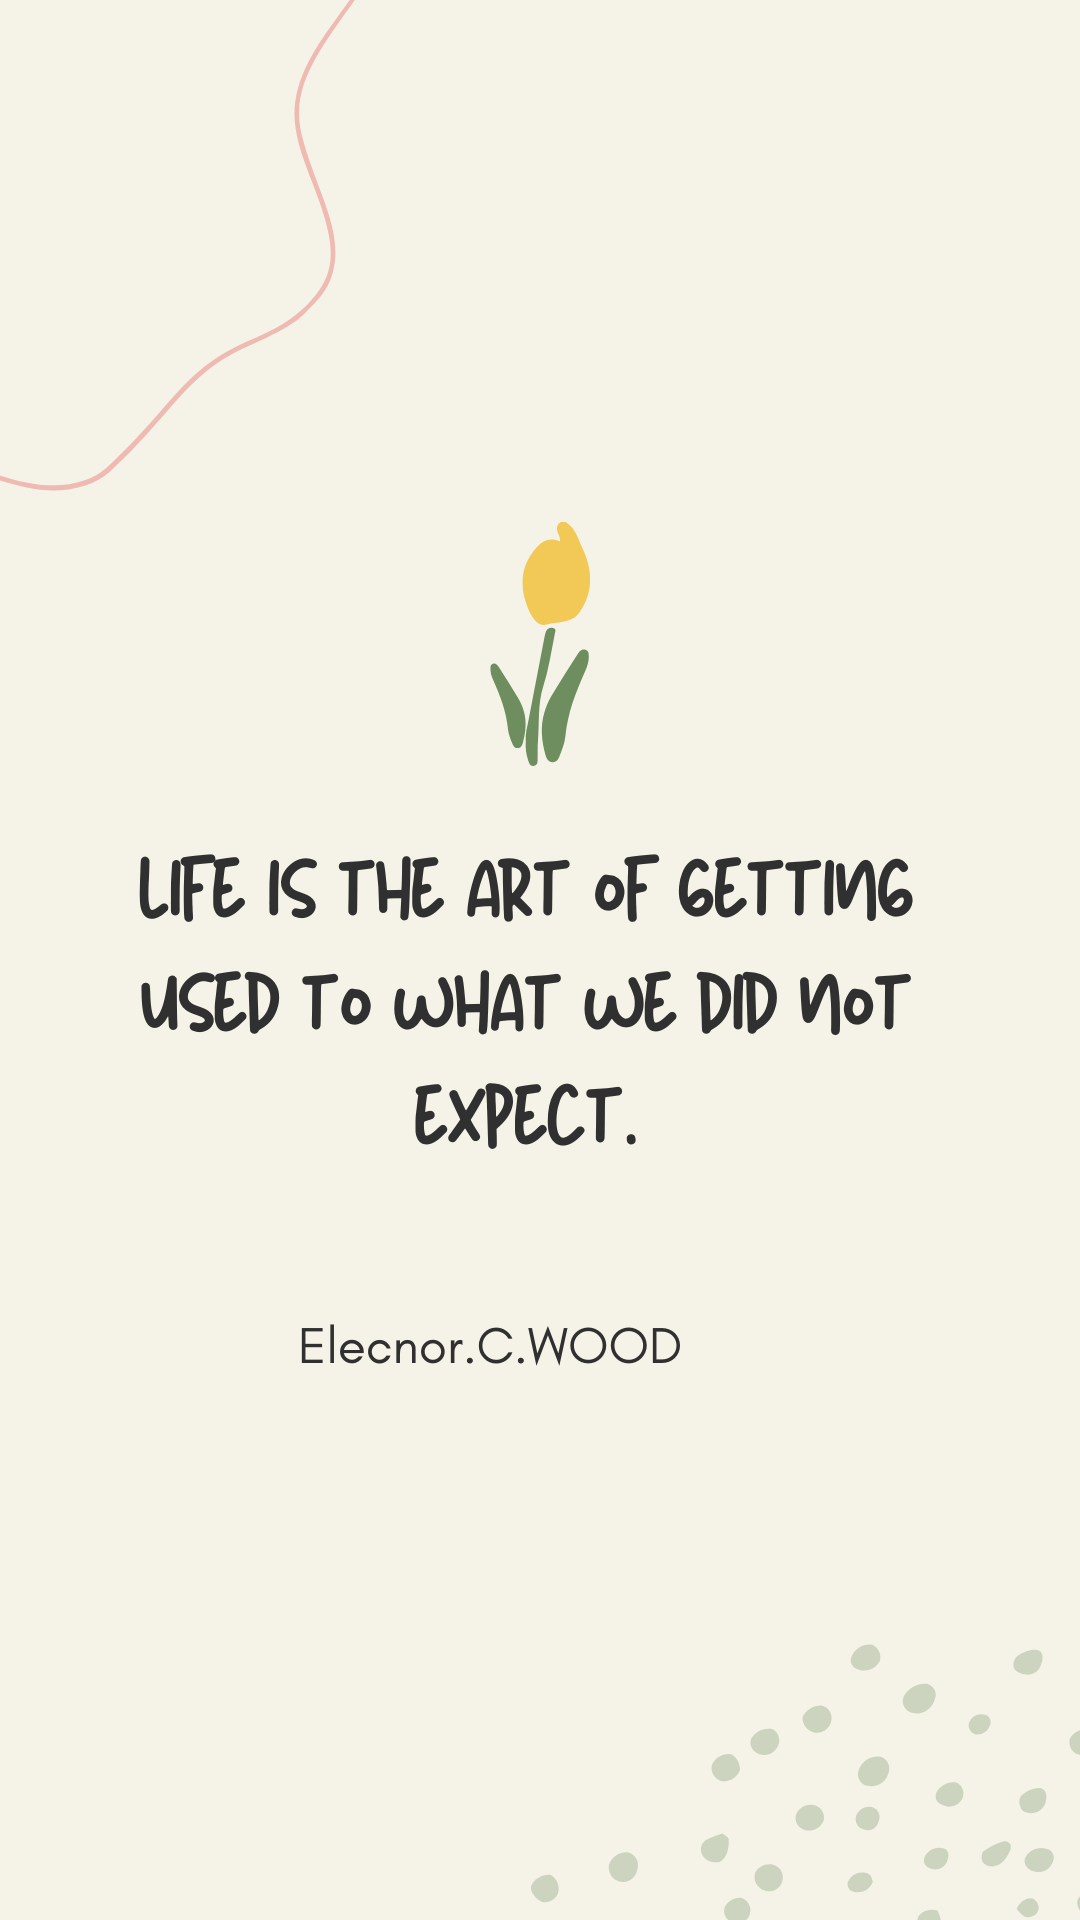 LIFE IS THE ART oF GETTING
USED To WHAT WE DID NoT
EXPECT.
Elecnor.C.WOOD